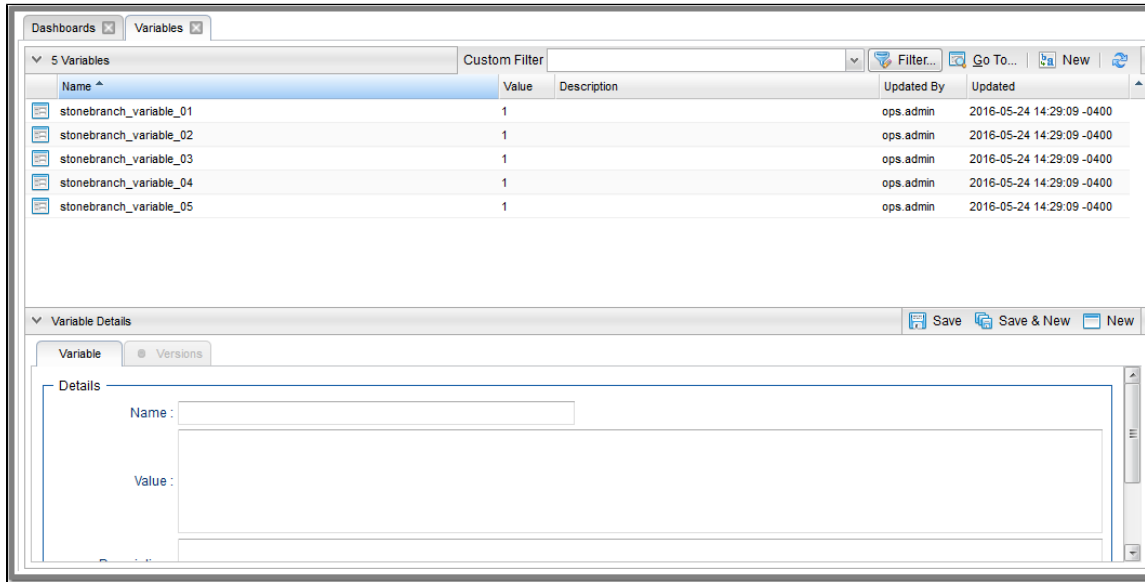 Dashboards Variables
5 Variables Custom Filter Filter... Go To... New
Name Value Description Updated By Updated
stonebranch_variable_01 1 ops.admin 2016-05-24 14:29:09 -0400
stonebranch_variable_02 1 ops.admin 2016-05-24 14:29:09 -0400
stonebranch_variable_03 1 ops.admin 2016-05-24 14:29:09 -0400
stonebranch_variable_04 1 ops.admin 2016-05-24 14:29:09 -0400
stonebranch_variable_05 1 ops.admin 2016-05-24 14:29:09 -0400
Variable Details Save Save & New New
Variable Versions
Details
Name :
Value :